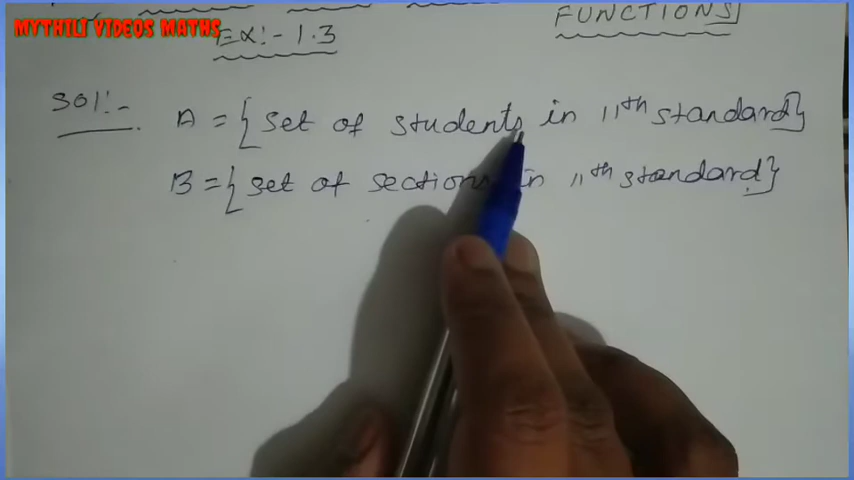 FUNCTIONS
MYTHILI VIDEOS MATHS
Ex:- 1.3
Sol:- A = { set of students in 11th standard}
B = { set of sections in 11th standard}